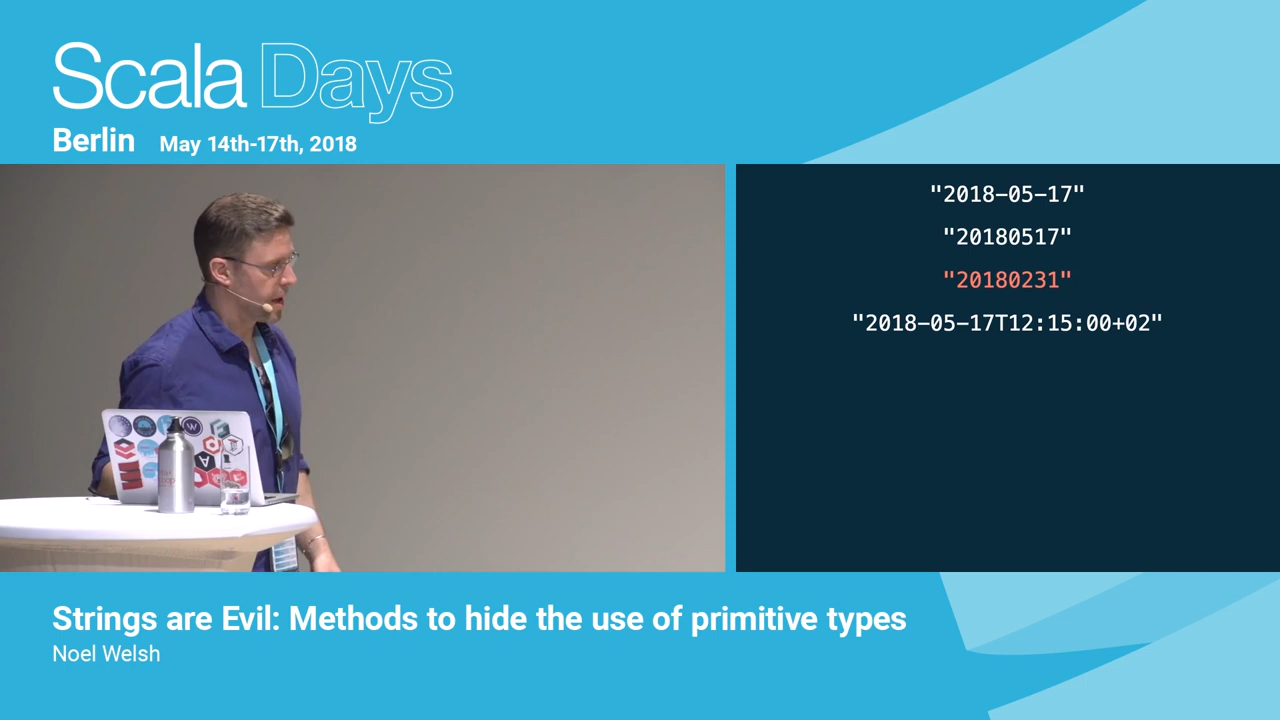 Scala Days
Berlin May 14th-17th, 2018
"2018-05-17"
"20180517"
"20180231"
"2018-05-17T12:15:00+02"
Strings are Evil: Methods to hide the use of primitive types
Noel Welsh